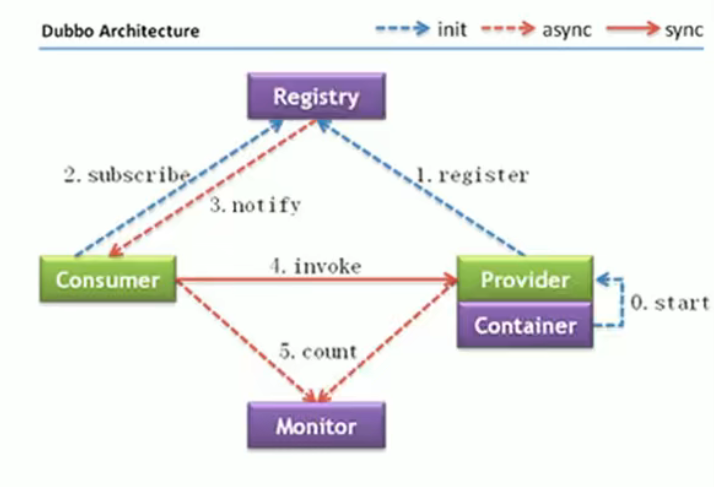 Dubbo Architecture
init
async
sync
Registry
2. subscribe
1. register
3. notify
Consumer
4. invoke
Provider
0. start
Container
5. count
Monitor